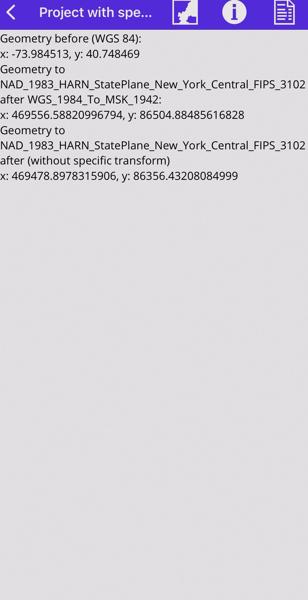 Project with spe...
Geometry before (WGS 84):
x: -73.984513, y: 40.748469
Geometry to
NAD_1983_HARN_StatePlane_New_York_Central_FIPS_3102
after WGS_1984_To_MSK_1942:
x: 469556.58820996794, y: 86504.88485616828
Geometry to
NAD_1983_HARN_StatePlane_New_York_Central_FIPS_3102
after (without specific transform)
x: 469478.8978315906, y: 86356.43208084999